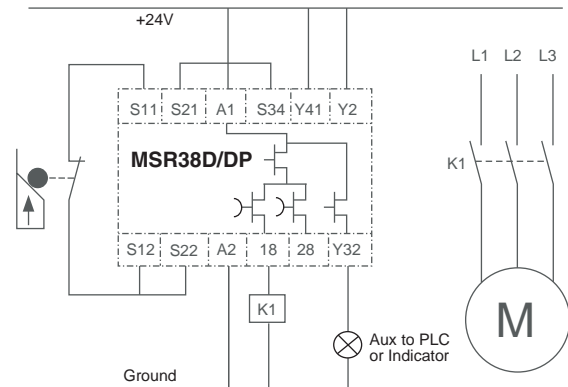 +24V
S11 S21 A1 S34 Y41 Y2
MSR38D/DP
S12 S22 A2 18 28 Y32
K1
Aux to PLC
or Indicator
Ground
L1 L2 L3
K1
M